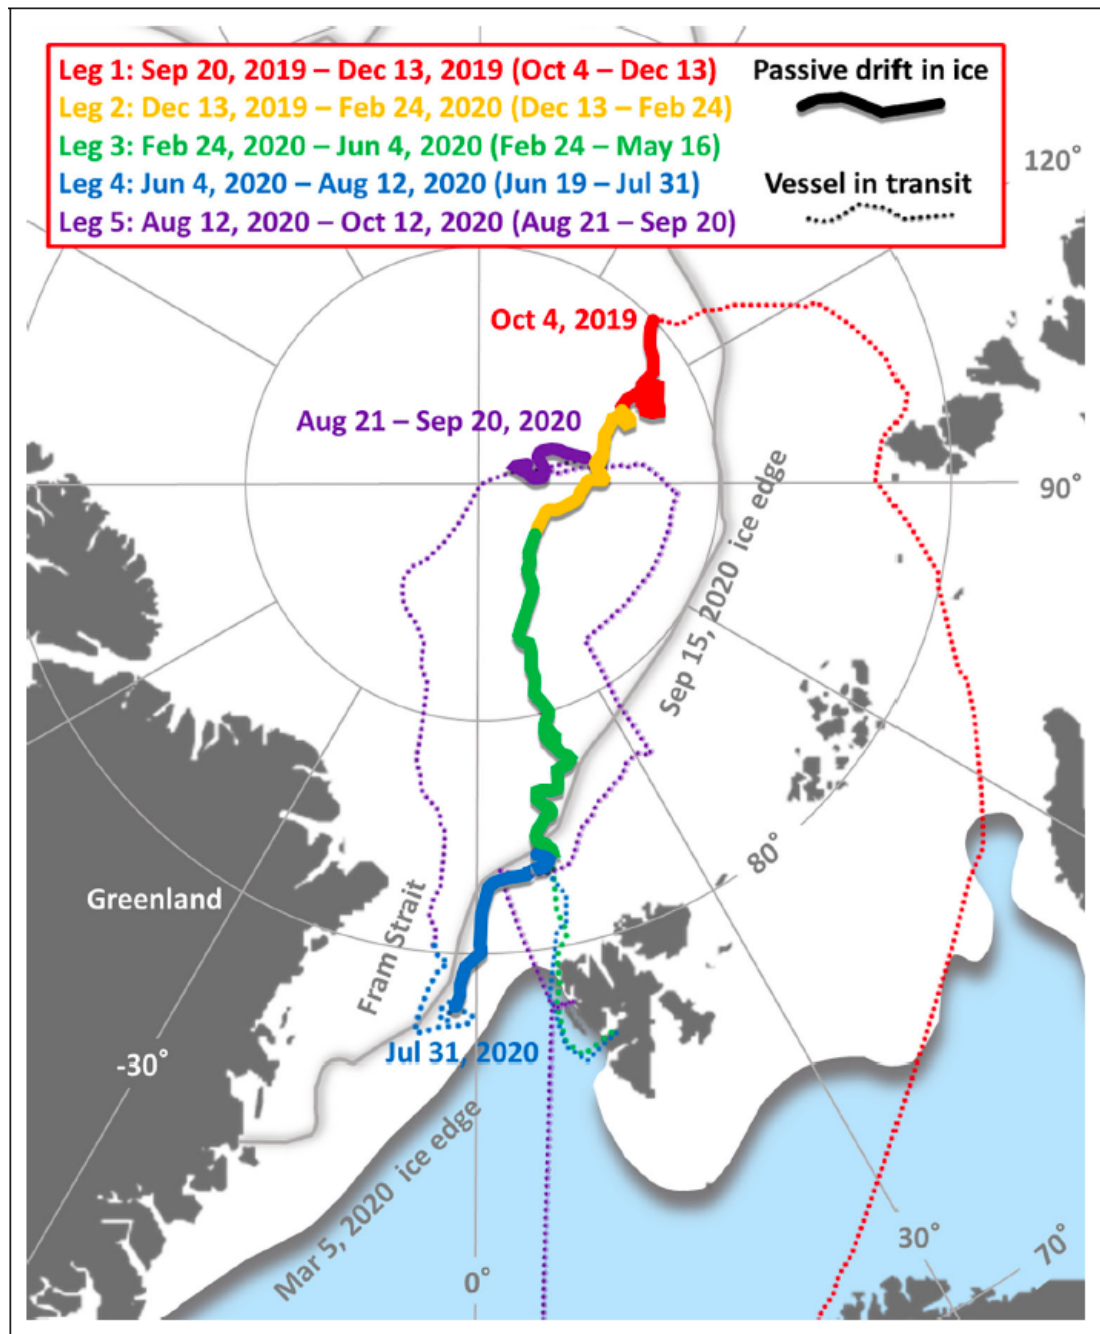 Leg 1: Sep 20, 2019 – Dec 13, 2019 (Oct 4 – Dec 13)
Leg 2: Dec 13, 2019 – Feb 24, 2020 (Dec 13 – Feb 24)
Leg 3: Feb 24, 2020 – Jun 4, 2020 (Feb 24 – May 16)
Leg 4: Jun 4, 2020 – Aug 12, 2020 (Jun 19 – Jul 31)
Leg 5: Aug 12, 2020 – Oct 12, 2020 (Aug 21 – Sep 20)
Passive drift in ice
Vessel in transit
120°
Oct 4, 2019
Aug 21 – Sep 20, 2020
90°
Sep 15, 2020 ice edge
80°
Greenland
Fram Strait
Jul 31, 2020
-30°
Mar 5, 2020 ice edge
0°
30°
70°